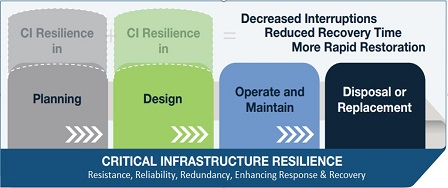 CI Resilience
in
+
CI Resilience
in
=
Decreased Interruptions
Reduced Recovery Time
More Rapid Restoration
Planning
Design
Operate and
Maintain
Disposal or
Replacement
CRITICAL INFRASTRUCTURE RESILIENCE
Resistance, Reliability, Redundancy, Enhancing Response & Recovery